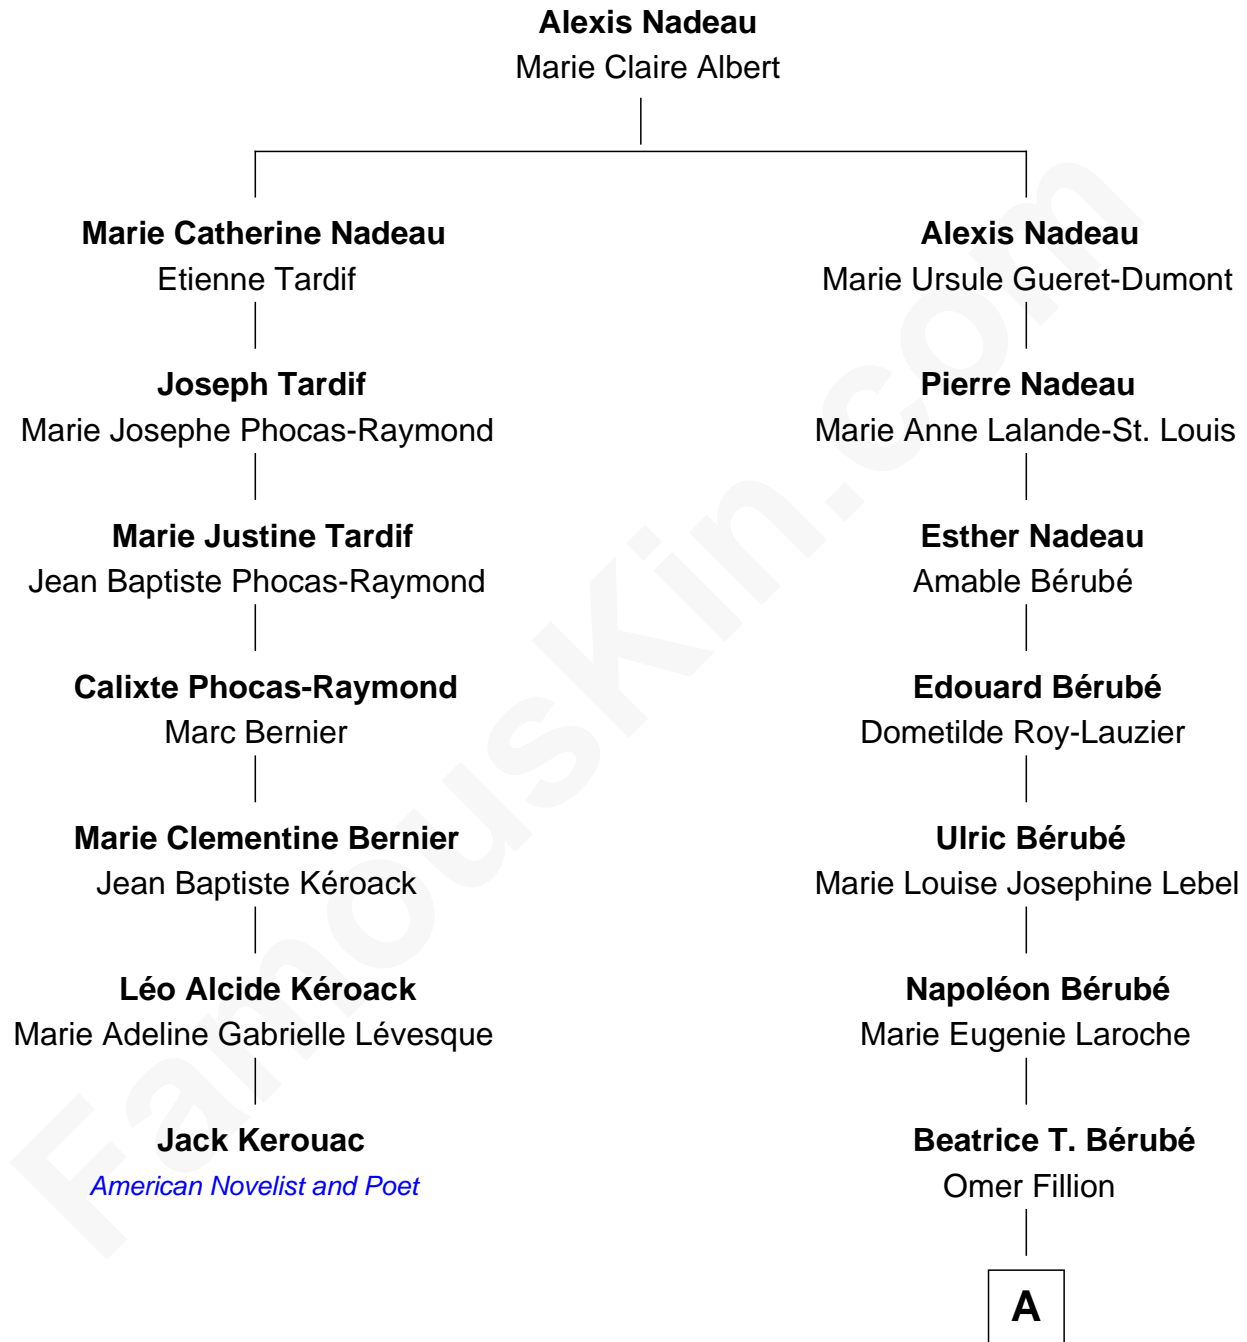 Alexis Nadeau
Marie Claire Albert
Marie Catherine Nadeau
Etienne Tardif
Alexis Nadeau
Marie Ursule Gueret-Dumont
Joseph Tardif
Marie Josephe Phocas-Raymond
Pierre Nadeau
Marie Anne Lalande-St. Louis
Marie Justine Tardif
Jean Baptiste Phocas-Raymond
Esther Nadeau
Amable Bérubé
Calixte Phocas-Raymond
Marc Bernier
Edouard Bérubé
Dometilde Roy-Lauzier
Marie Clementine Bernier
Jean Baptiste Kéroack
Ulric Bérubé
Marie Louise Josephine Lebel
Léo Alcide Kéroack
Marie Adeline Gabrielle Lévesque
Napoléon Bérubé
Marie Eugenie Laroche
Jack Kerouac
American Novelist and Poet
Beatrice T. Bérubé
Omer Fillion
A
FamousKin.com